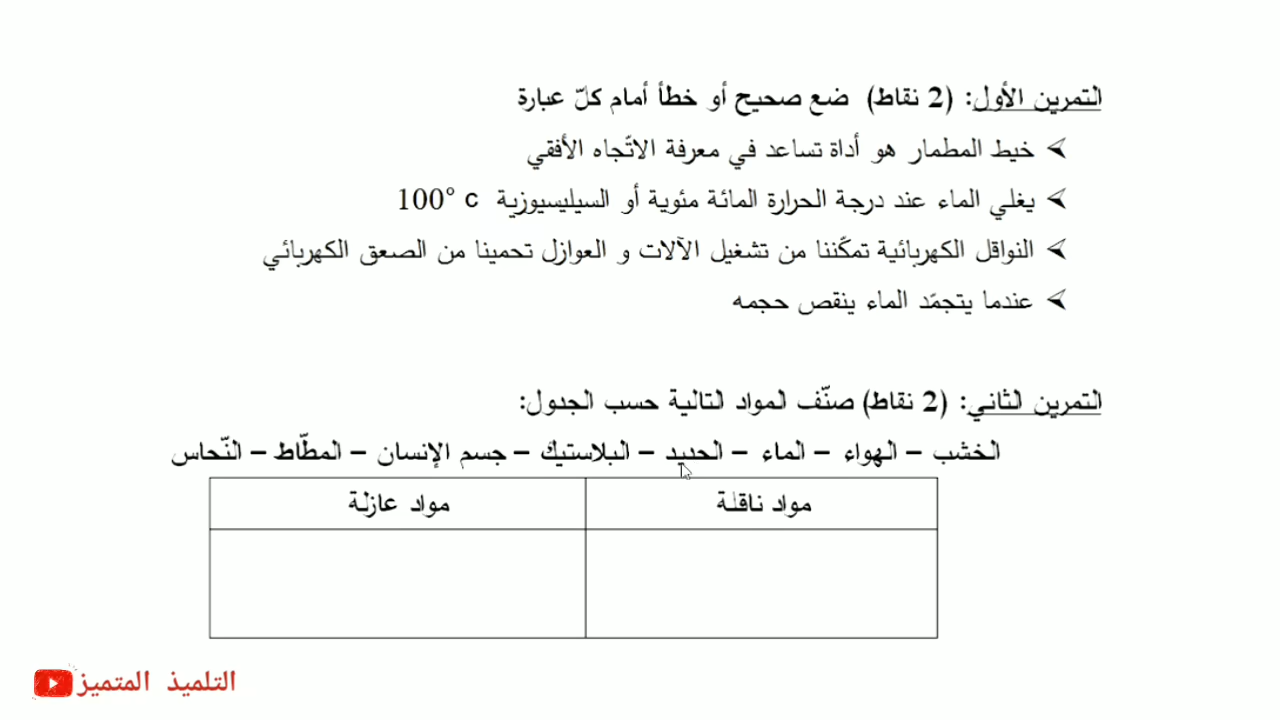 التمرين الأول: (2 نقاط) ضع صحيح أو خطأ أمام كلّ عبارة
خيط المطمار هو أداة تساعد في معرفة الاتّجاه الأفقي
يغلي الماء عند درجة الحرارة المائة مئوية أو السيليسيوزية 100° c
النواقل الكهربائية تمكّننا من تشغيل الآلات و العوازل تحمينا من الصعق الكهربائي
عندما يتجمّد الماء ينقص حجمه
التمرين الثاني: (2 نقاط) صنّف المواد التالية حسب الجدول:
الخشب – الهواء – الماء – الحديد – البلاستيك – جسم الإنسان – المطّاط – النّحاس
مواد ناقلة مواد عازلة
التلميذ المتميز